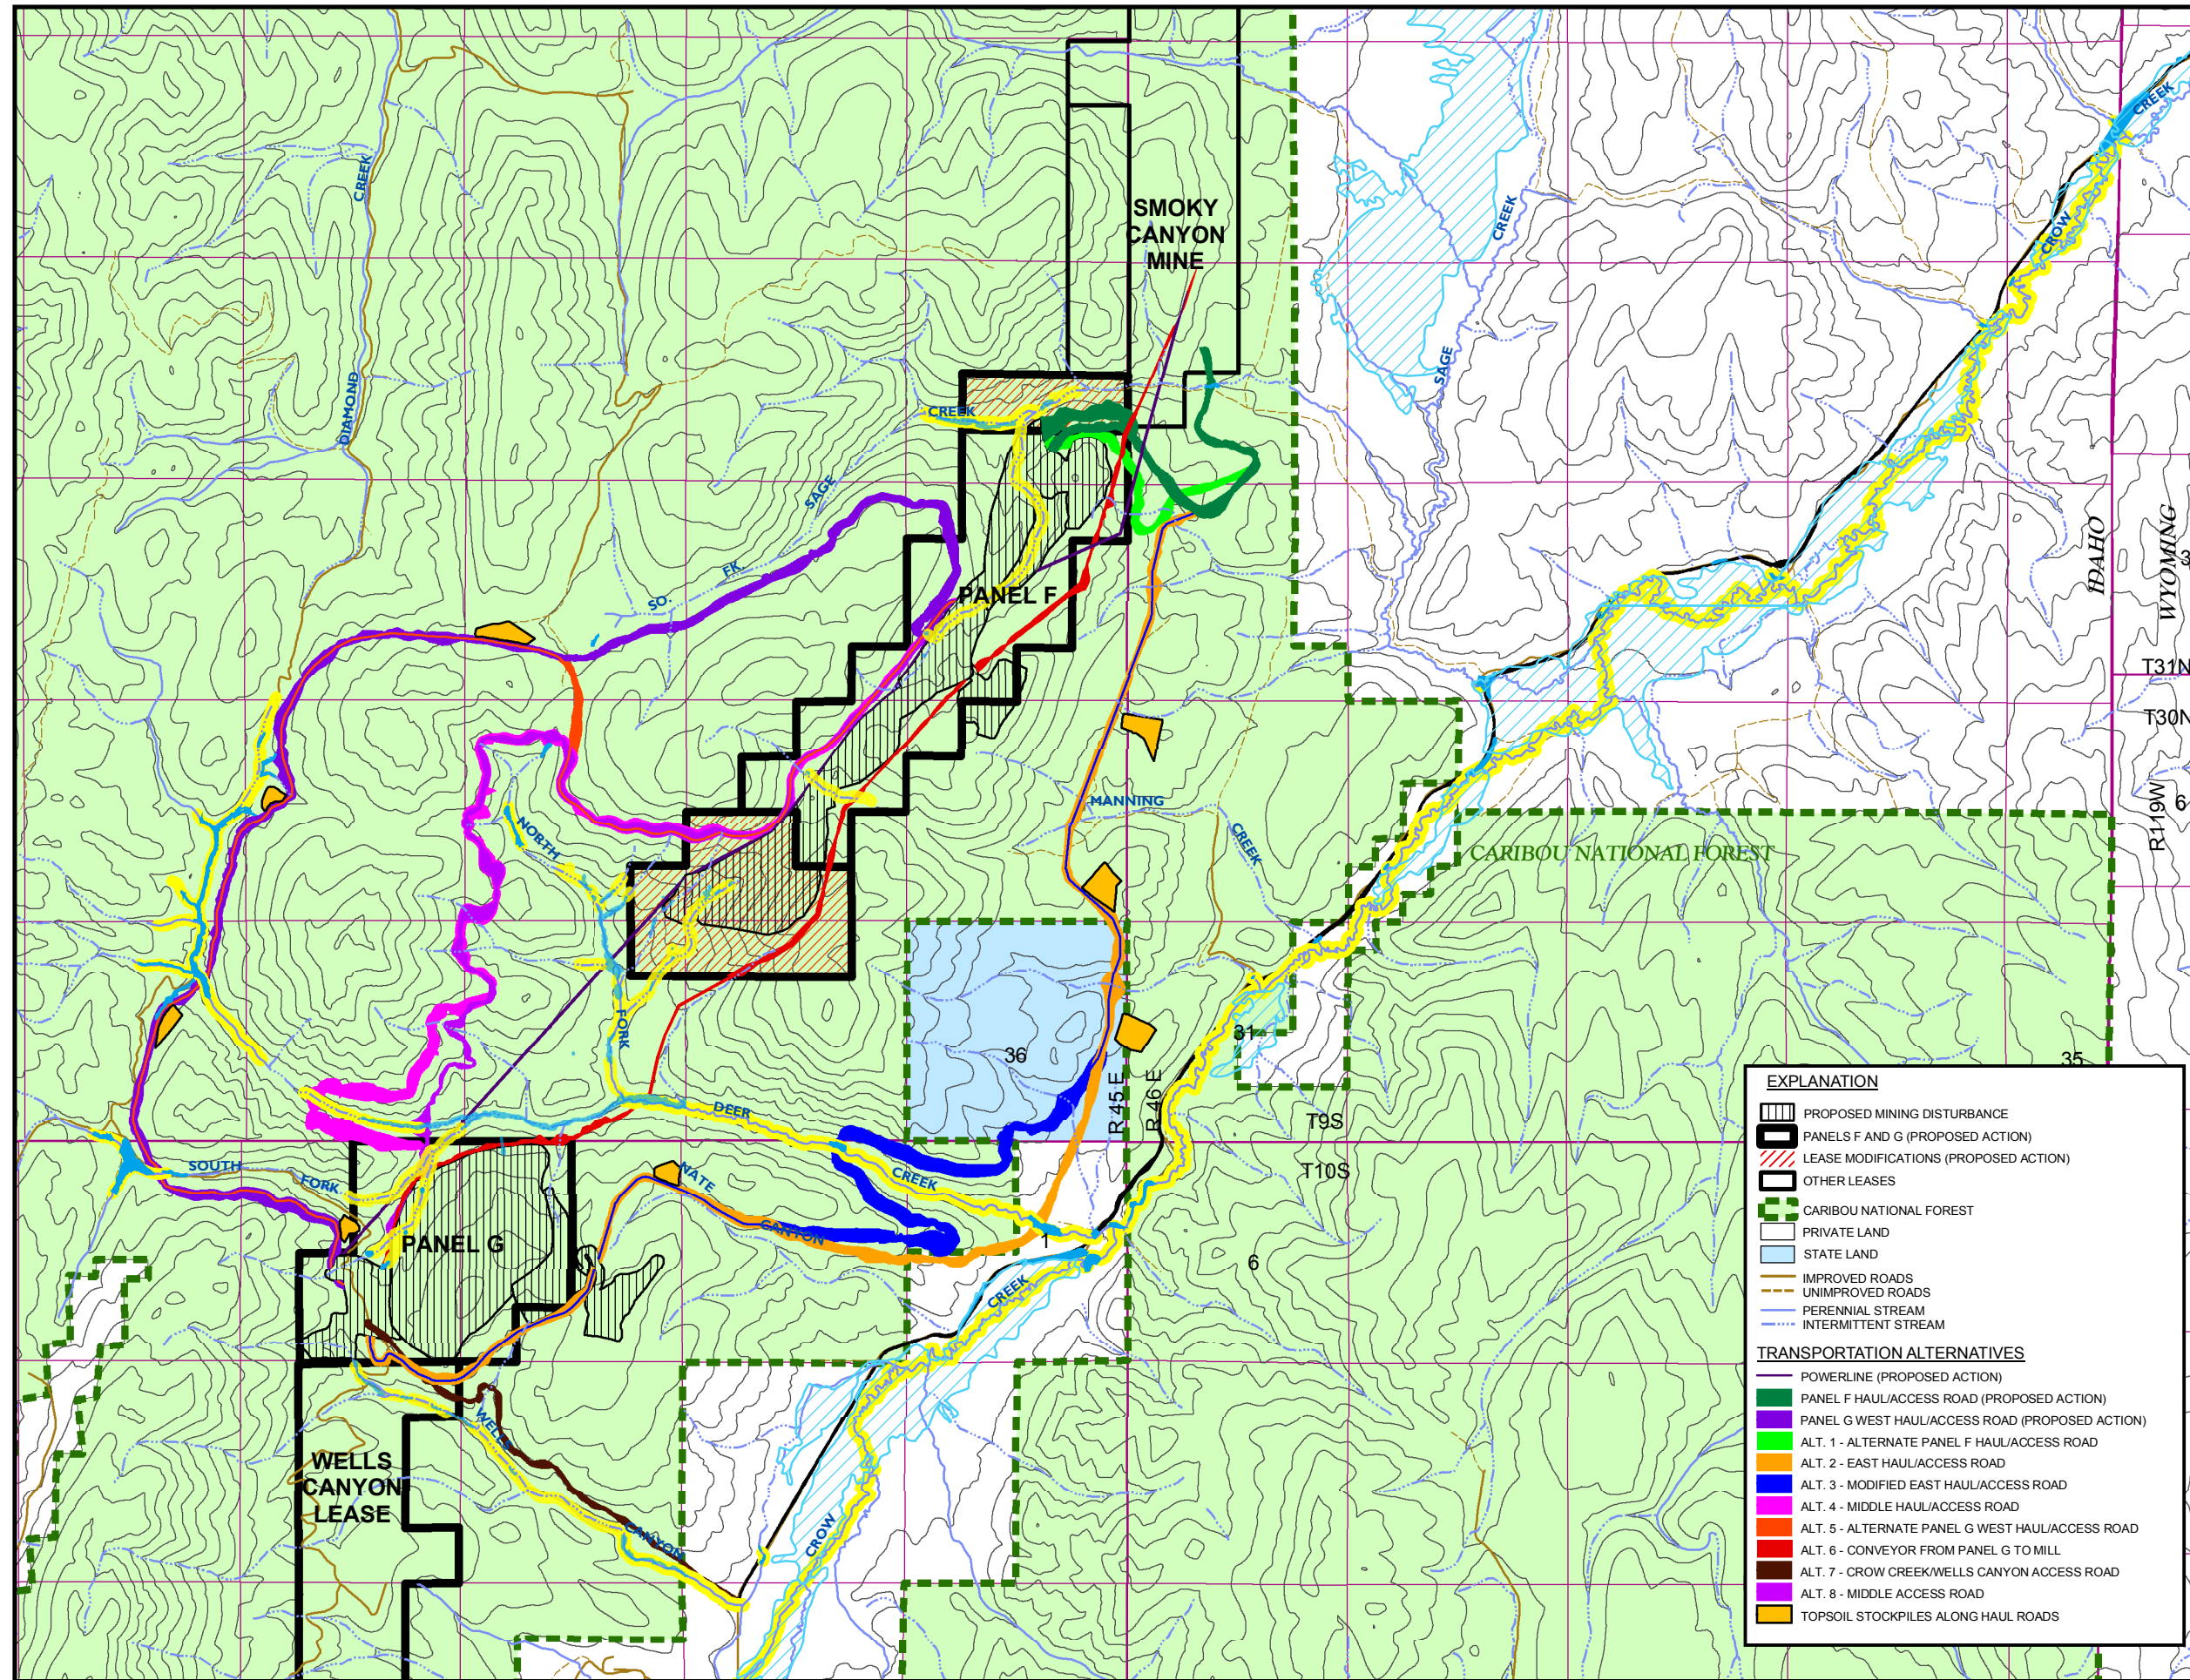 CREEK
DIAMOND
CREEK
SMOKY
CANYON
MINE
CREEK
SAGE
CROW
CREEK
CREEK
SO.
FK.
SAGE
PANEL F
IDAHO
WYOMING
3
T31N
T30N
R119W
6
NORTH
FORK
MANNING
CREEK
CARIBOU NATIONAL FOREST
36
31
35
R 45 E
R 46 E
T9S
T10S
DEER
CREEK
SOUTH
FORK
NATE
CANYON
PANEL G
1
6
CREEK
WELLS
CANYON
LEASE
WELLS
CANYON
CROW
EXPLANATION
PROPOSED MINING DISTURBANCE
PANELS F AND G (PROPOSED ACTION)
LEASE MODIFICATIONS (PROPOSED ACTION)
OTHER LEASES
CARIBOU NATIONAL FOREST
PRIVATE LAND
STATE LAND
IMPROVED ROADS
UNIMPROVED ROADS
PERENNIAL STREAM
INTERMITTENT STREAM
TRANSPORTATION ALTERNATIVES
POWERLINE (PROPOSED ACTION)
PANEL F HAUL/ACCESS ROAD (PROPOSED ACTION)
PANEL G WEST HAUL/ACCESS ROAD (PROPOSED ACTION)
ALT. 1 - ALTERNATE PANEL F HAUL/ACCESS ROAD
ALT. 2 - EAST HAUL/ACCESS ROAD
ALT. 3 - MODIFIED EAST HAUL/ACCESS ROAD
ALT. 4 - MIDDLE HAUL/ACCESS ROAD
ALT. 5 - ALTERNATE PANEL G WEST HAUL/ACCESS ROAD
ALT. 6 - CONVEYOR FROM PANEL G TO MILL
ALT. 7 - CROW CREEK/WELLS CANYON ACCESS ROAD
ALT. 8 - MIDDLE ACCESS ROAD
TOPSOIL STOCKPILES ALONG HAUL ROADS